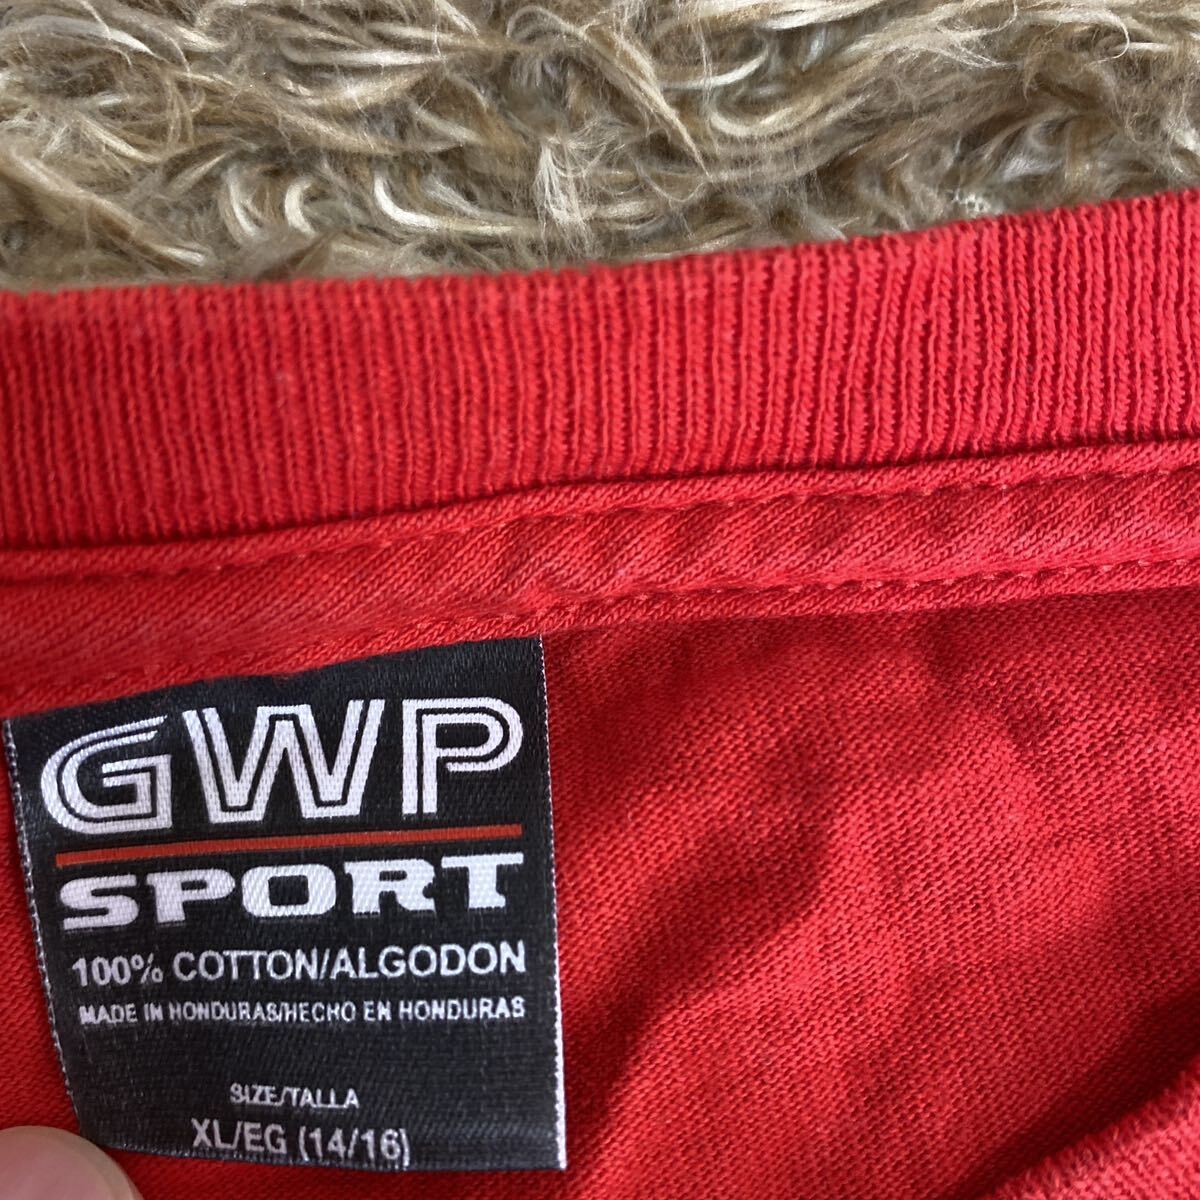 GWP
SPORT
100% COTTON/ALGODON
MADE IN HONDURAS/HECHO EN HONDURAS
SIZE/TALLA
XL/EG (14/16)